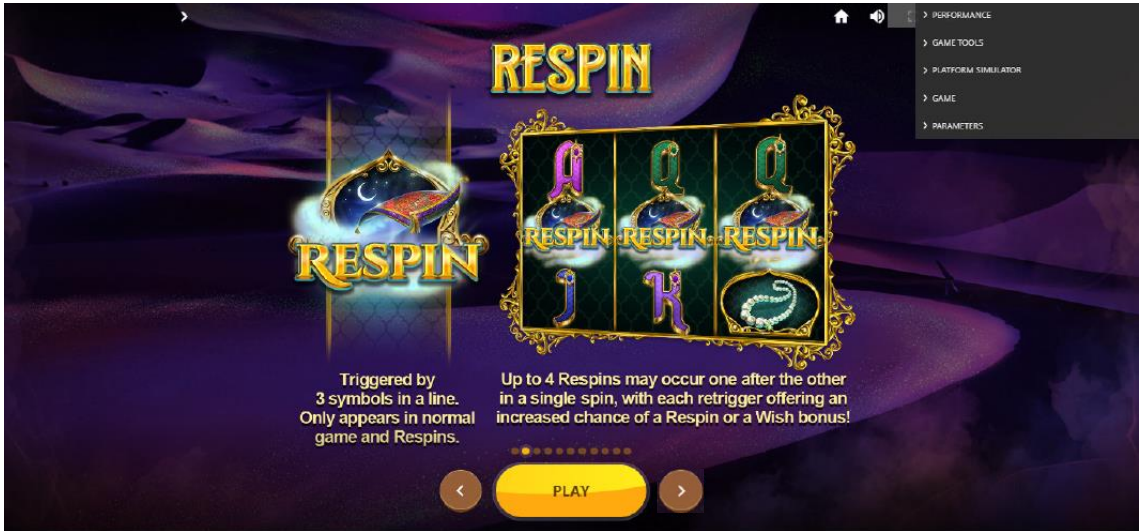 PERFORMANCE
GAME TOOLS
PLATFORM SIMULATOR
GAME
PARAMETERS
RESPIN
RESPIN
A Q Q
RESPIN RESPIN RESPIN
J K
Triggered by
3 symbols in a line.
Only appears in normal
game and Respins.
Up to 4 Respins may occur one after the other
in a single spin, with each retrigger offering an
increased chance of a Respin or a Wish bonus!
PLAY